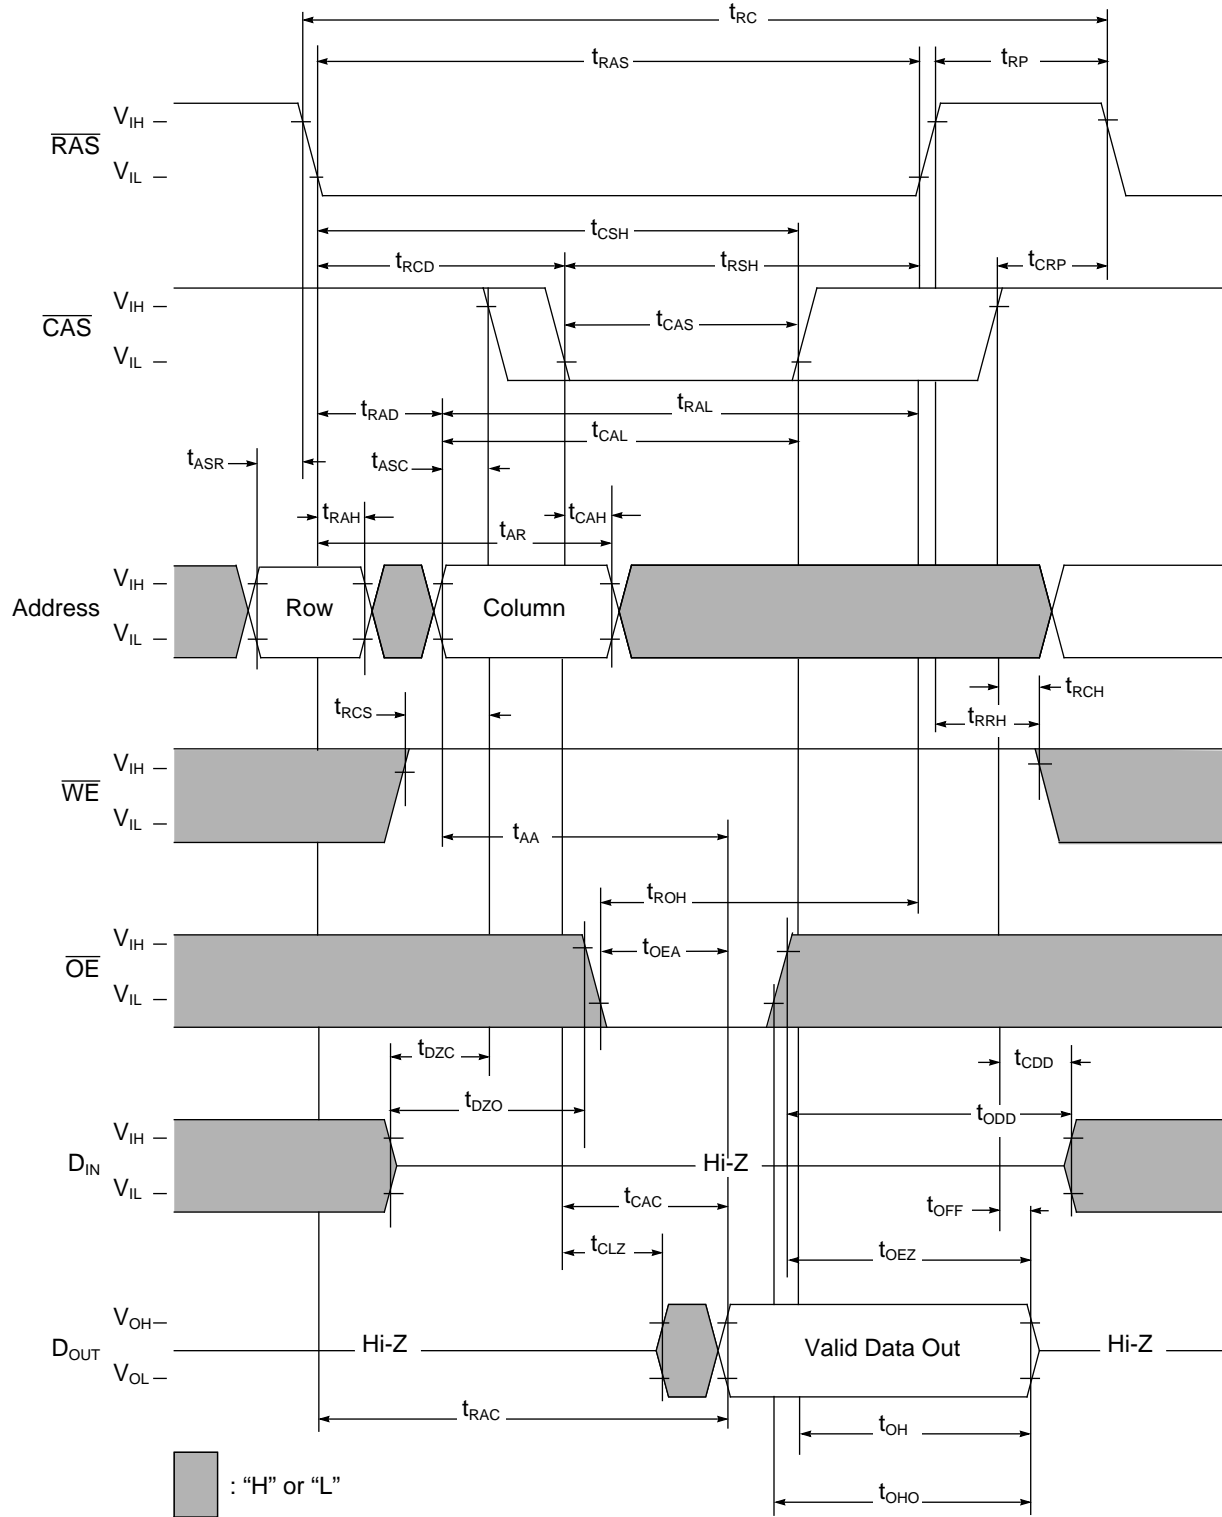 tRC
tRAS
tRP
RAS
VIH
VIL
tCSH
tRCD
tRSH
tCRP
CAS
VIH
VIL
tCAS
tRAD
tRAL
tCAL
tASR
tASC
tRAH
tCAH
tAR
Address
VIH
VIL
Row
Column
tRCS
tRCH
tRRH
WE
VIH
VIL
tAA
tROH
OE
VIH
VIL
tOEA
tDZC
tCDD
tDZO
tODD
DIN
VIH
VIL
Hi-Z
tCAC
tOFF
tCLZ
tOEZ
DOUT
VOH
VOL
Hi-Z
Valid Data Out
Hi-Z
tRAC
tOH
: “H” or “L”
tOHO